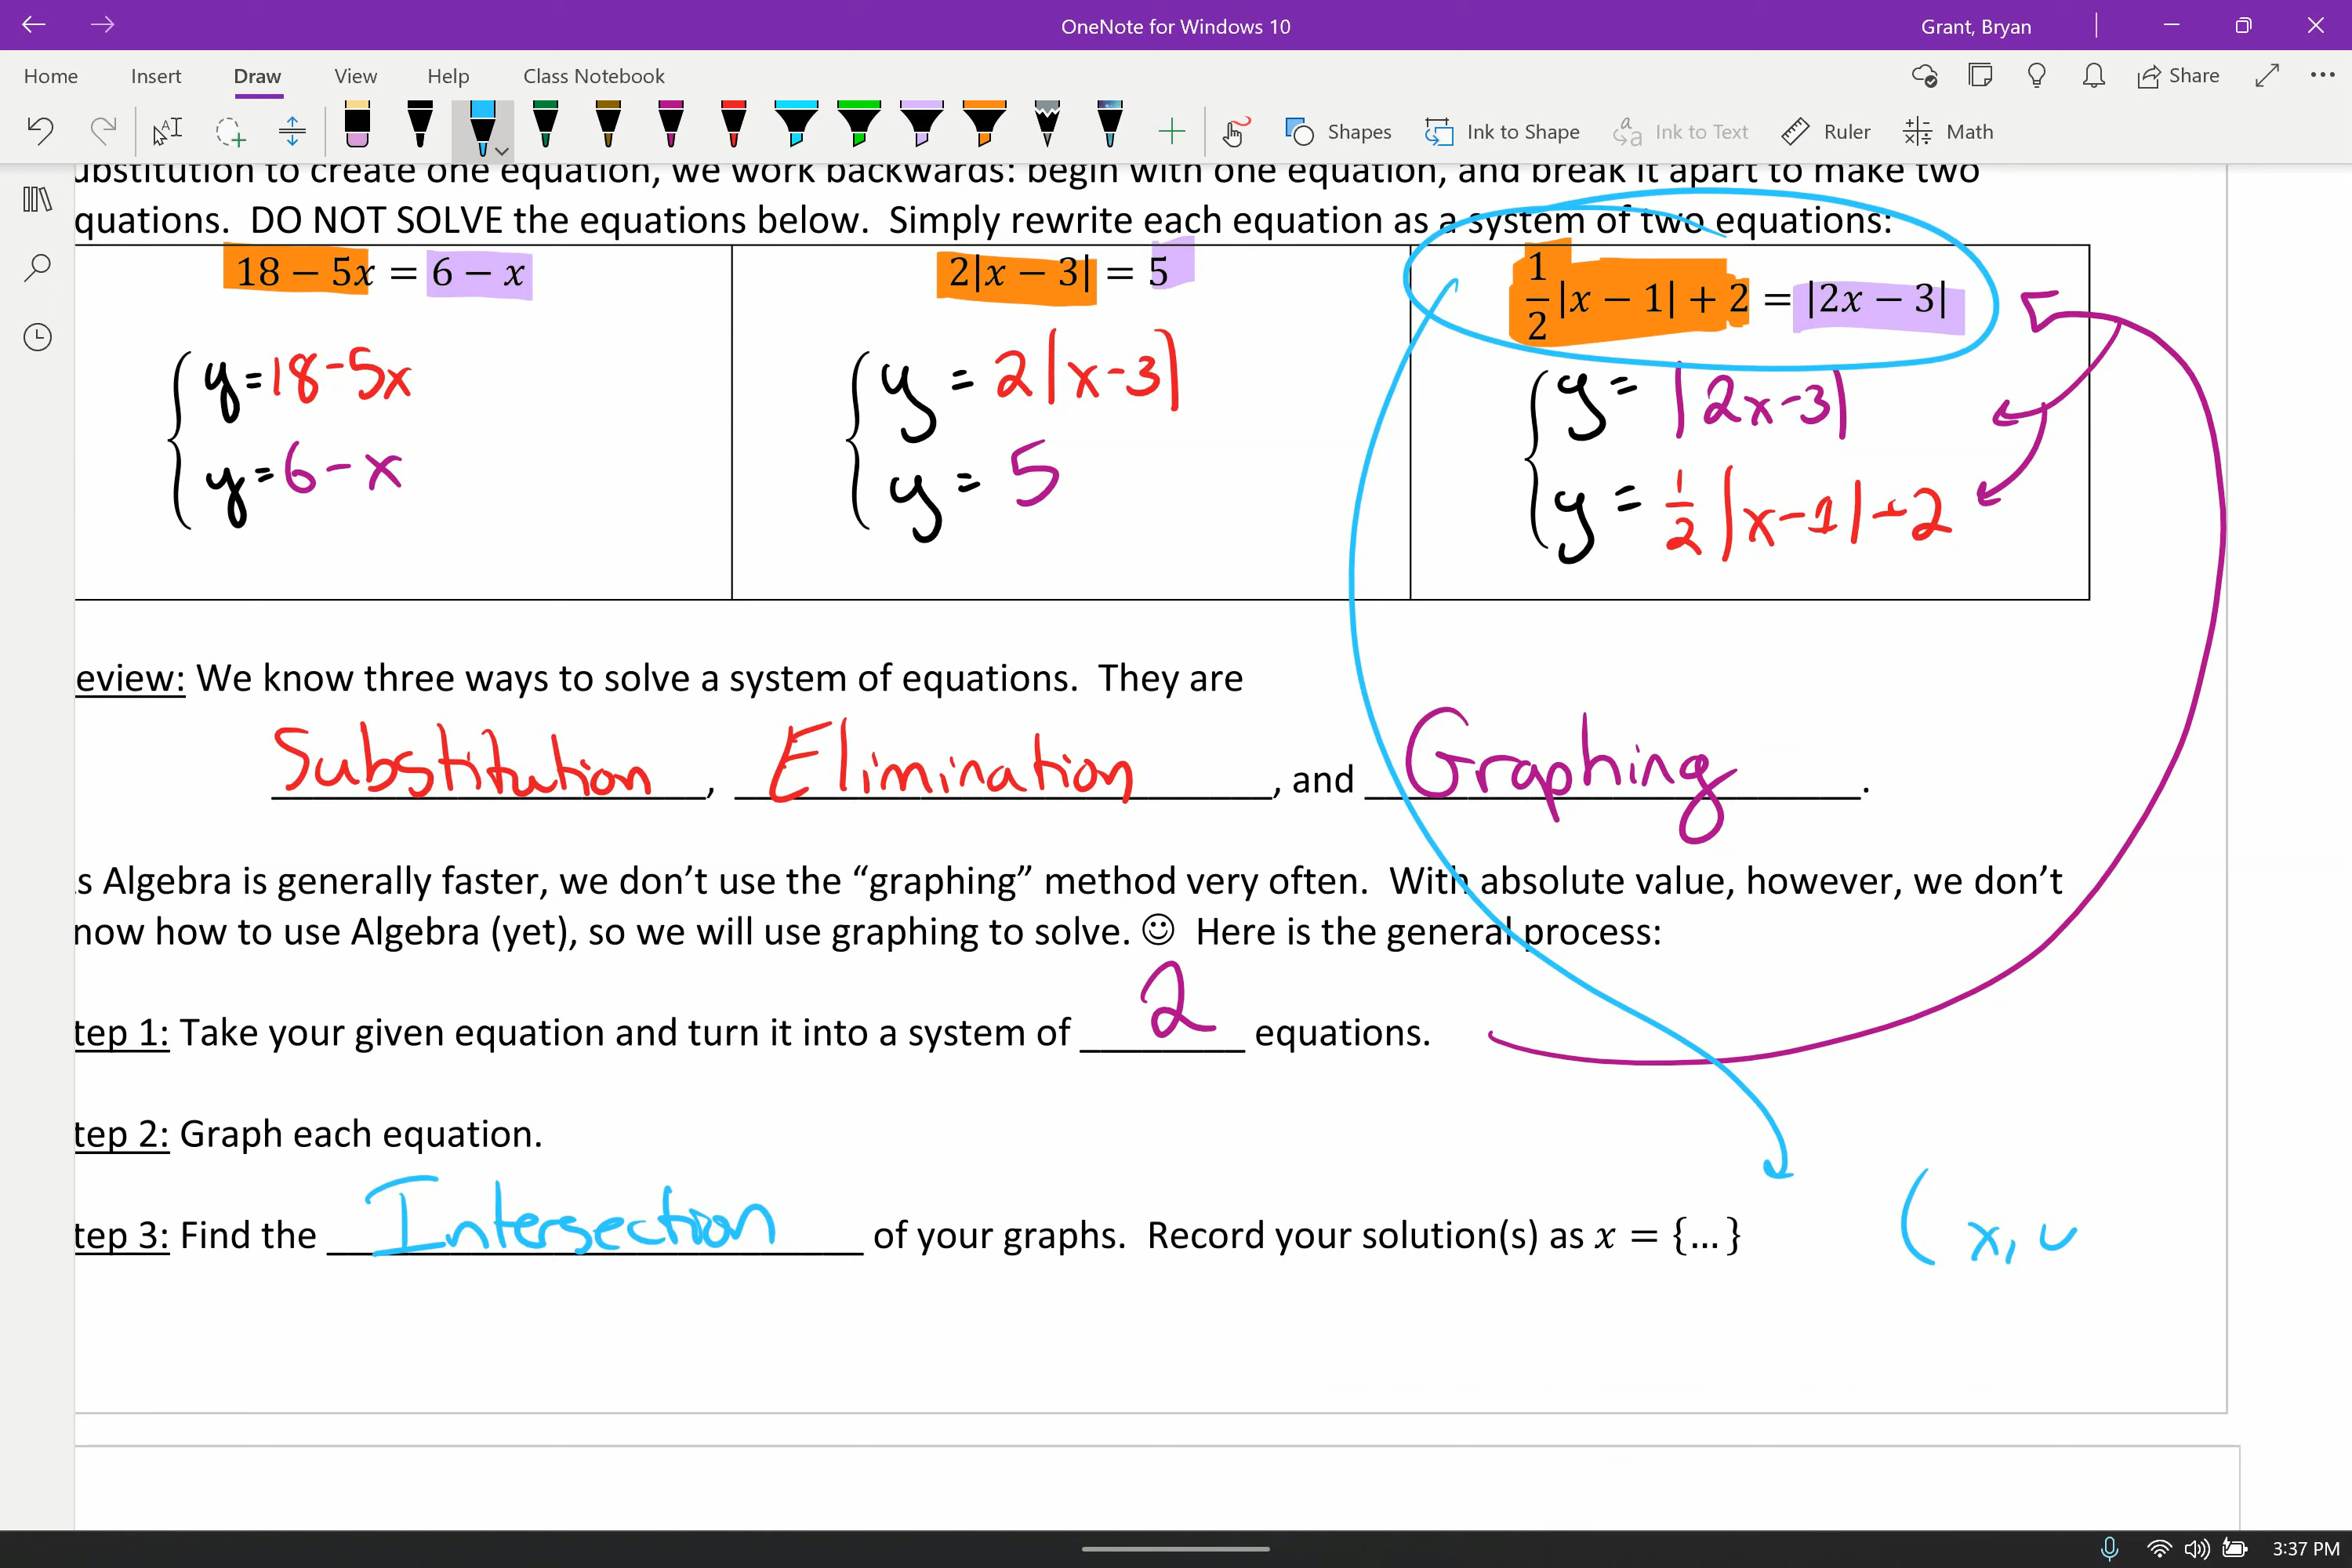 OneNote for Windows 10
Grant, Bryan
Home Insert Draw View Help Class Notebook Share
Shapes Ink to Shape Ink to Text Ruler Math
ubstitution to create one equation, we work backwards: begin with one equation, and break it apart to make two
quations. DO NOT SOLVE the equations below. Simply rewrite each equation as a system of two equations:
18 − 5x = 6 − x
y = 18 - 5x
y = 6 - x
2|x − 3| = 5
y = 2|x-3|
y = 5
1/2|x − 1| + 2 = |2x − 3|
y = |2x-3|
y = 1/2|x-1|+2
eview: We know three ways to solve a system of equations. They are
Substitution, Elimination, and Graphing.
s Algebra is generally faster, we don’t use the “graphing” method very often. With absolute value, however, we don’t
now how to use Algebra (yet), so we will use graphing to solve. ☺ Here is the general process:
tep 1: Take your given equation and turn it into a system of 2 equations.
tep 2: Graph each equation.
tep 3: Find the Intersection of your graphs. Record your solution(s) as x = {…} (x,
3:37 PM